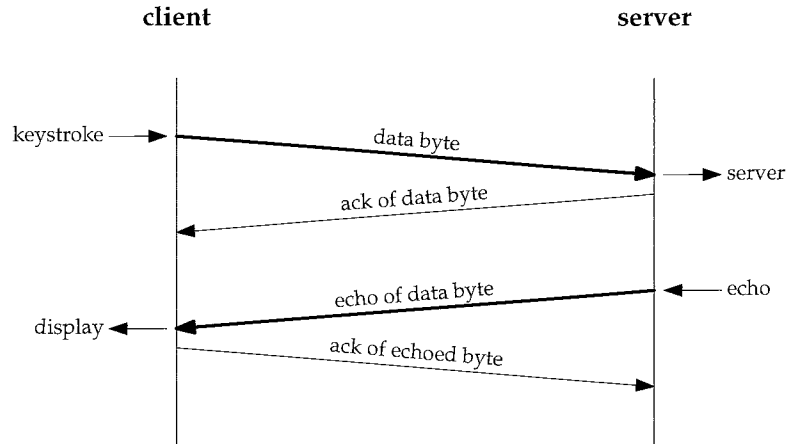 client
server
keystroke
data byte
server
ack of data byte
echo of data byte
echo
display
ack of echoed byte